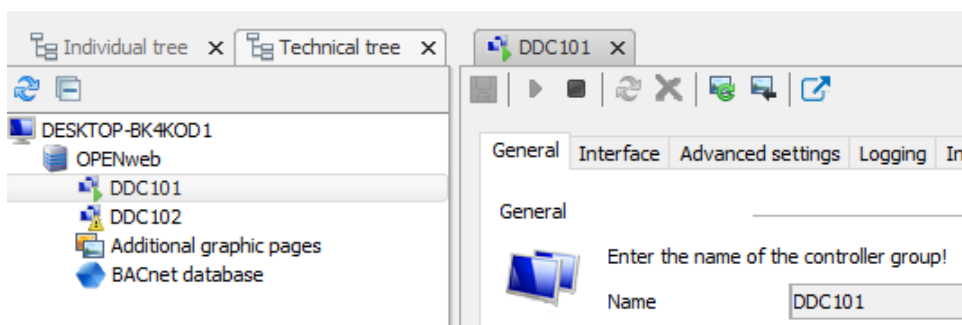 Individual tree
Technical tree
DDC101
DESKTOP-BK4KOD1
OPENweb
DDC101
DDC102
Additional graphic pages
BACnet database
General Interface Advanced settings Logging In
General
Enter the name of the controller group!
Name DDC101